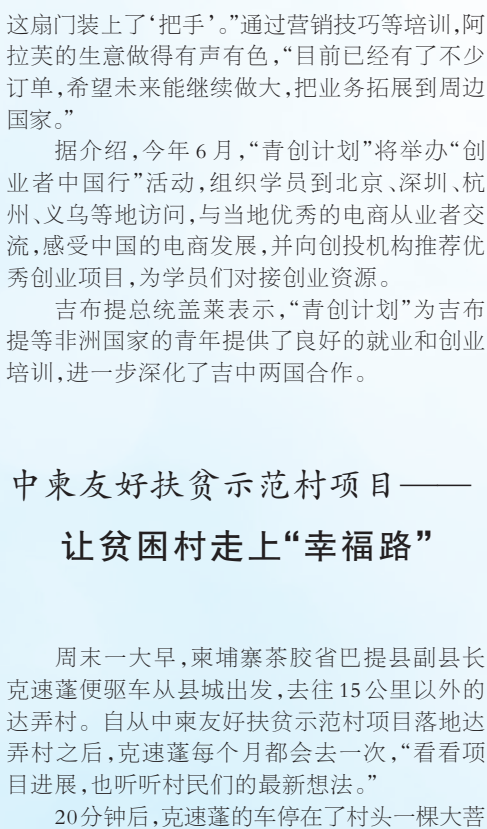 这扇门装上了‘把手’。”通过营销技巧等培训，阿
拉芙的生意做得有声有色，“目前已经有了不少
订单，希望未来能继续做大，把业务拓展到周边
国家。”
据介绍，今年6月，“青创计划”将举办“创
业者中国行”活动，组织学员到北京、深圳、杭
州、义乌等地访问，与当地优秀的电商从业者交
流，感受中国的电商发展，并向创投机构推荐优
秀创业项目，为学员们对接创业资源。
吉布提总统盖莱表示，“青创计划”为吉布
提等非洲国家的青年提供了良好的就业和创业
培训，进一步深化了吉中两国合作。
中柬友好扶贫示范村项目——
让贫困村走上“幸福路”
周末一大早，柬埔寨茶胶省巴提县副县长
克速蓬便驱车从县城出发，去往15公里以外的
达弄村。自从中柬友好扶贫示范村项目落地达
弄村之后，克速蓬每个月都会去一次，“看看项
目进展，也听听村民们的最新想法。”
20分钟后，克速蓬的车停在了村头一棵大菩